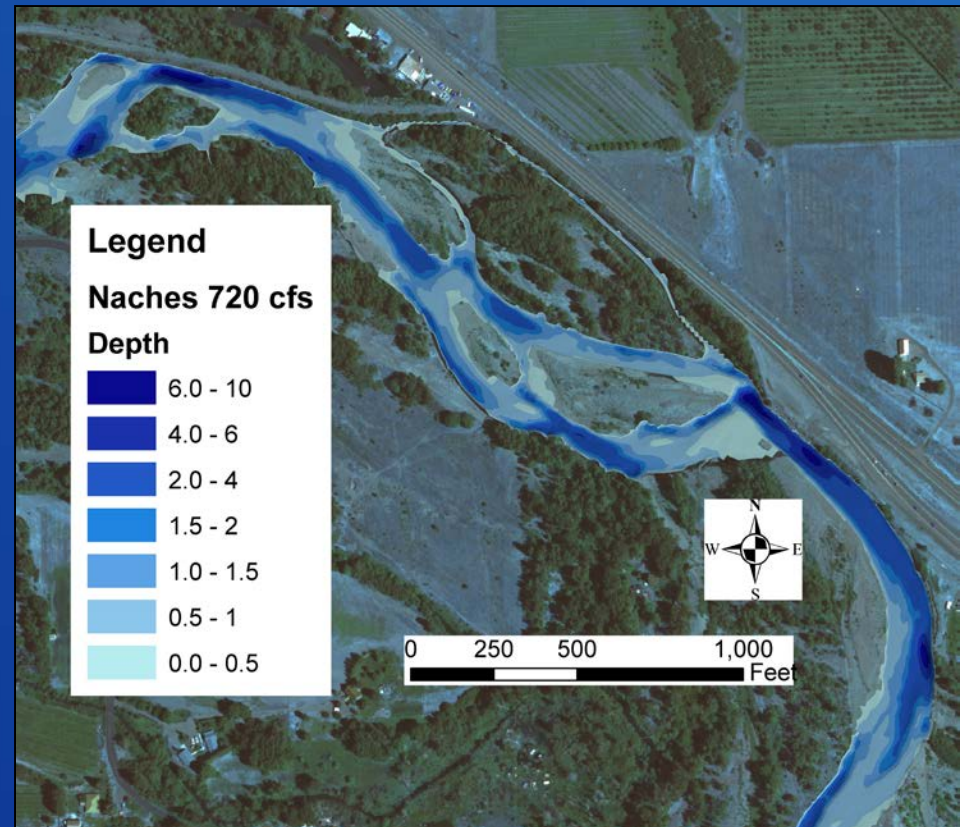 Legend
Naches 720 cfs
Depth
6.0 - 10
4.0 - 6
2.0 - 4
1.5 - 2
1.0 - 1.5
0.5 - 1
0.0 - 0.5
N
W E
S
0 250 500 1,000
Feet